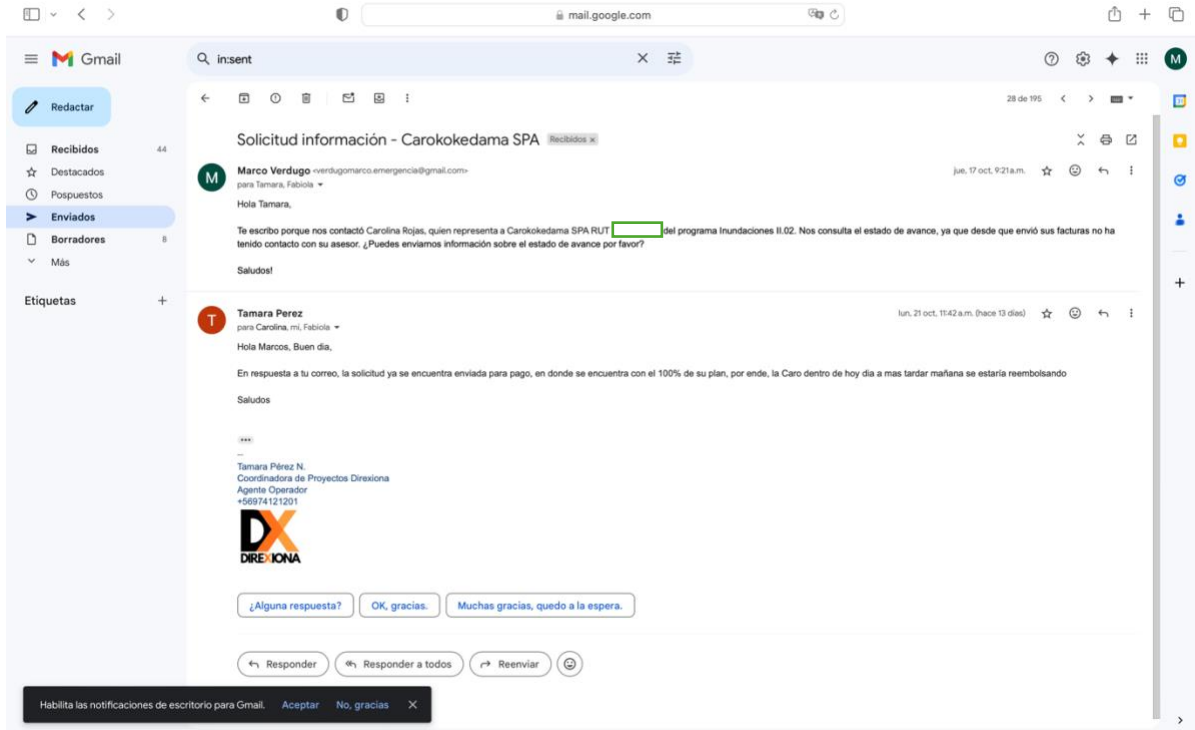 mail.google.com
Gmail
in:sent
M
Redactar
28 de 195
Recibidos 44
Destacados
Pospuestos
Enviados
Borradores 8
Más
Etiquetas
Solicitud información - Carokokedama SPA Recibidos x
M
Marco Verdugo <verdugomarco.emergencia@gmail.com> jue, 17 oct, 9:21 a.m.
para Tamara, Fabiola
Hola Tamara,
Te escribo porque nos contactó Carolina Rojas, quien representa a Carokokedama SPA RUT del programa Inundaciones II.02. Nos consulta el estado de avance, ya que desde que envió sus facturas no ha
tenido contacto con su asesor. ¿Puedes enviarnos información sobre el estado de avance por favor?
Saludos!
T
Tamara Perez lun, 21 oct, 11:42 a.m. (hace 13 días)
para Carolina, mí, Fabiola
Hola Marcos, Buen dia,
En respuesta a tu correo, la solicitud ya se encuentra enviada para pago, en donde se encuentra con el 100% de su plan, por ende, la Caro dentro de hoy dia a mas tardar mañana se estaría reembolsando
Saludos
--
Tamara Pérez N.
Coordinadora de Proyectos Direxiona
Agente Operador
+56974121201
DX
DIREXIONA
¿Alguna respuesta? OK, gracias. Muchas gracias, quedo a la espera.
Responder Responder a todos Reenviar
Habilita las notificaciones de escritorio para Gmail. Aceptar No, gracias